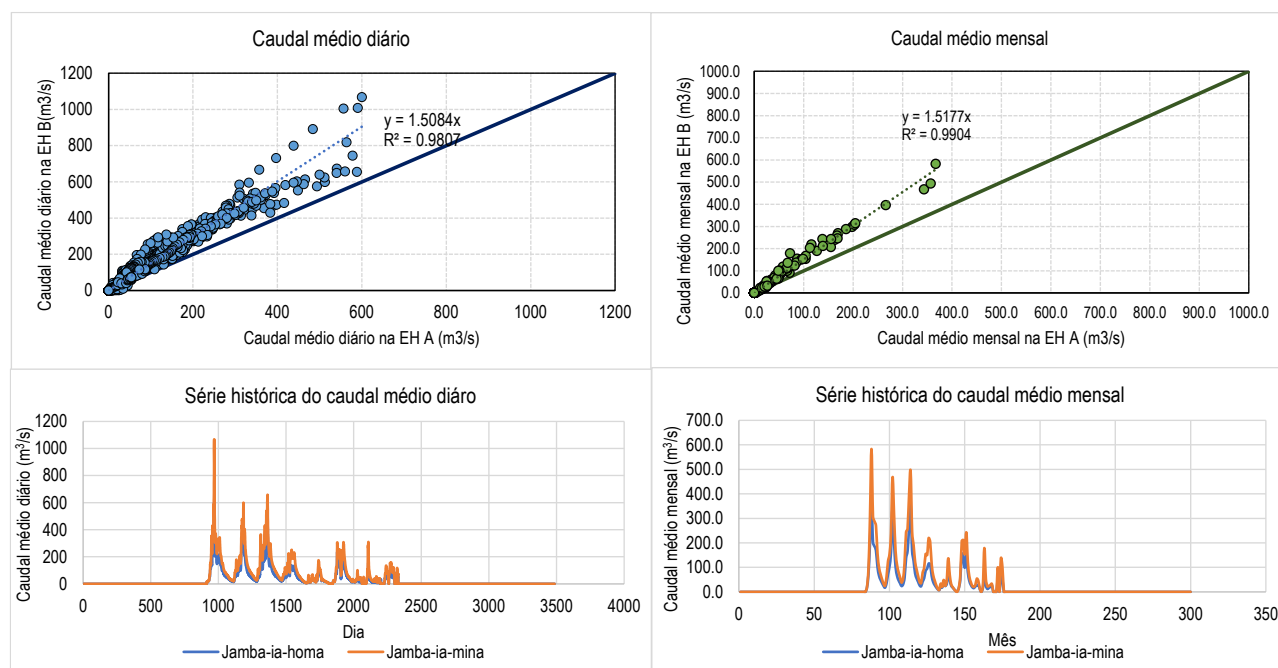 Caudal médio diário
Caudal médio diário na EH B(m3/s)
1200
1000
800
600
400
200
0
y = 1.5084x
R² = 0.9807
0 200 400 600 800 1000 1200
Caudal médio diário na EH A (m3/s)
Caudal médio mensal
Caudal médio mensal na EH B (m3/s)
1000.0
900.0
800.0
700.0
600.0
500.0
400.0
300.0
200.0
100.0
0.0
y = 1.5177x
R² = 0.9904
0.0 100.0 200.0 300.0 400.0 500.0 600.0 700.0 800.0 900.0 1000.0
Caudal médio mensal na EH A (m3/s)
Série histórica do caudal médio diáro
Caudal médio diário (m³/s)
1200
1000
800
600
400
200
0
0 500 1000 1500 2000 2500 3000 3500 4000
Dia
Jamba-ia-homa Jamba-ia-mina
Série histórica do caudal médio mensal
Caudal médio mensal (m³/s)
700.0
600.0
500.0
400.0
300.0
200.0
100.0
0.0
0 50 100 150 200 250 300 350
Mês
Jamba-ia-homa Jamba-ia-mina